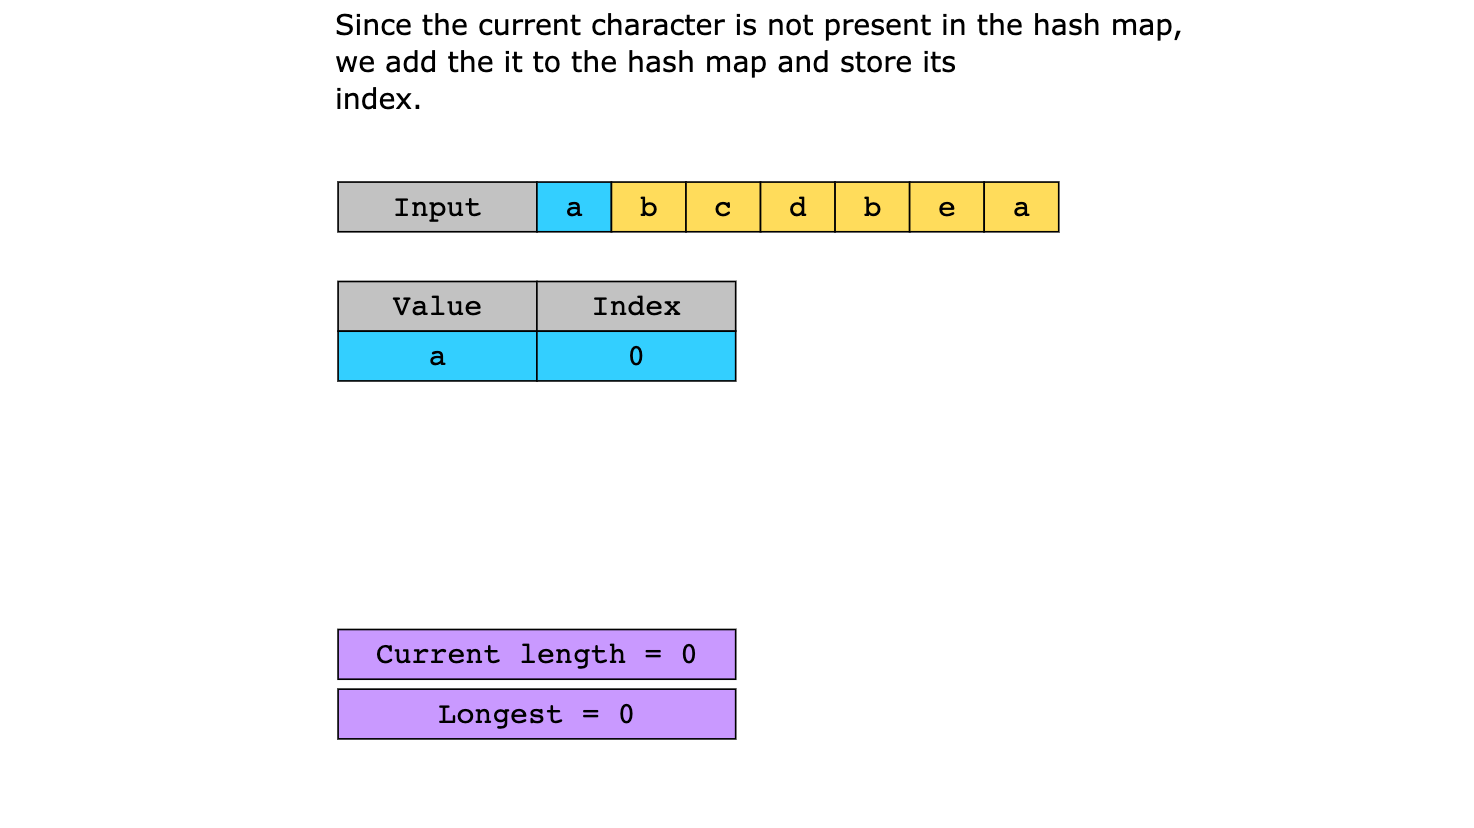 Since the current character is not present in the hash map,
we add the it to the hash map and store its
index.
Input a b c d b e a
Value Index
a 0
Current length = 0
Longest = 0